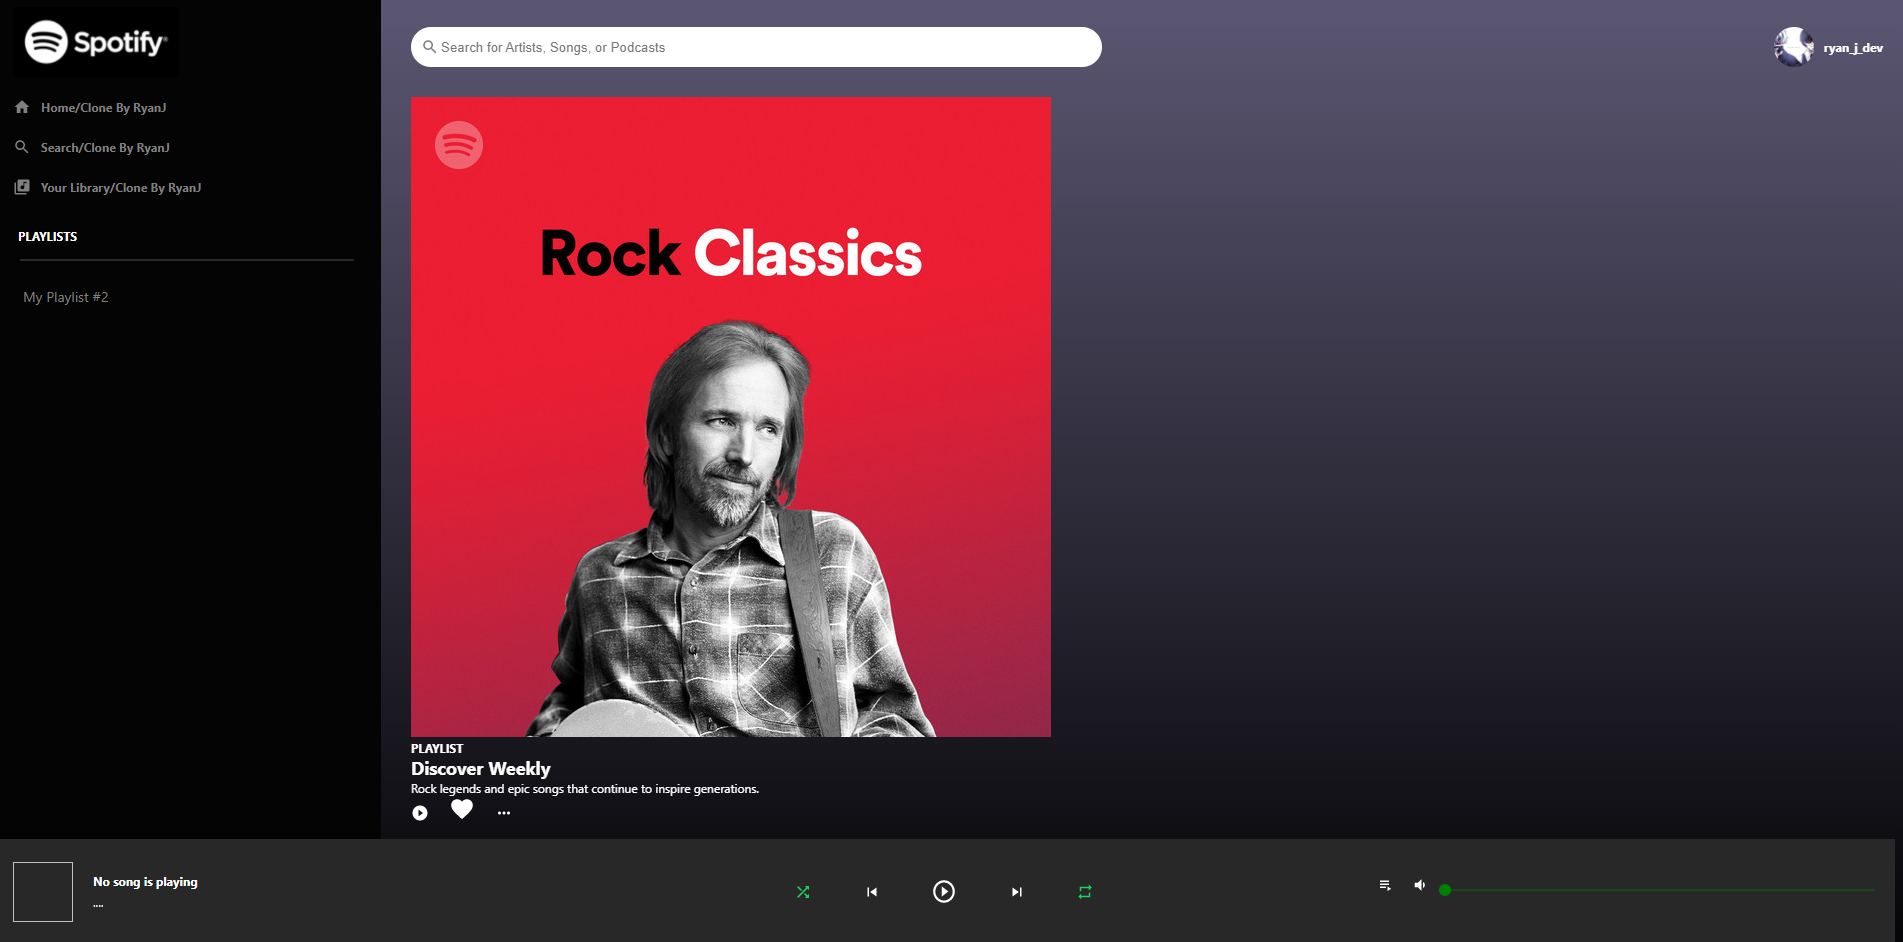 Spotify®
Home/Clone By RyanJ
Search/Clone By RyanJ
Your Library/Clone By RyanJ
PLAYLISTS
My Playlist #2
Search for Artists, Songs, or Podcasts
ryan_j_dev
Rock Classics
PLAYLIST
Discover Weekly
Rock legends and epic songs that continue to inspire generations.
No song is playing
....